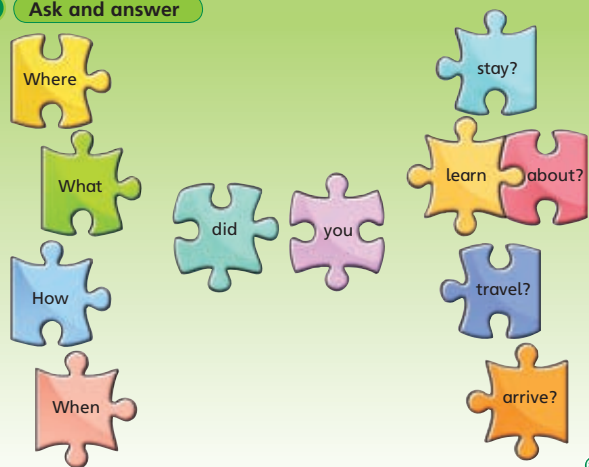 Ask and answer
Where
What
How
When
did
you
stay?
learn about?
travel?
arrive?